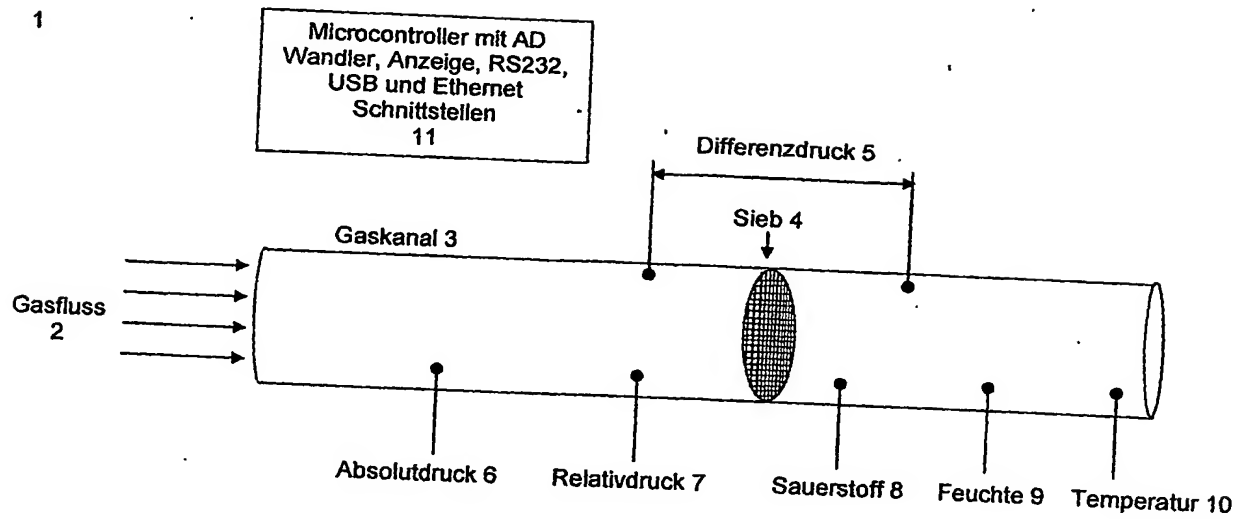 1
Microcontroller mit AD
Wandler, Anzeige, RS232,
USB und Ethernet
Schnittstellen
11
Differenzdruck 5
Sieb 4
Gaskanal 3
Gasfluss
2
Absolutdruck 6
Relativdruck 7
Sauerstoff 8
Feuchte 9
Temperatur 10